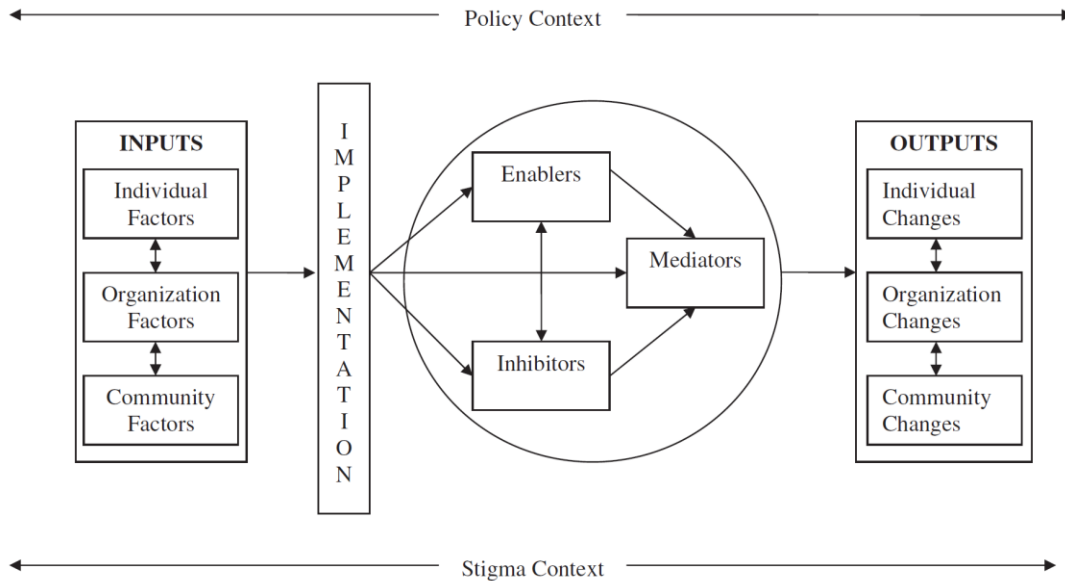 Policy Context
INPUTS
Individual
Factors
Organization
Factors
Community
Factors
IMPLEMENTATION
Enablers
Mediators
Inhibitors
OUTPUTS
Individual
Changes
Organization
Changes
Community
Changes
Stigma Context